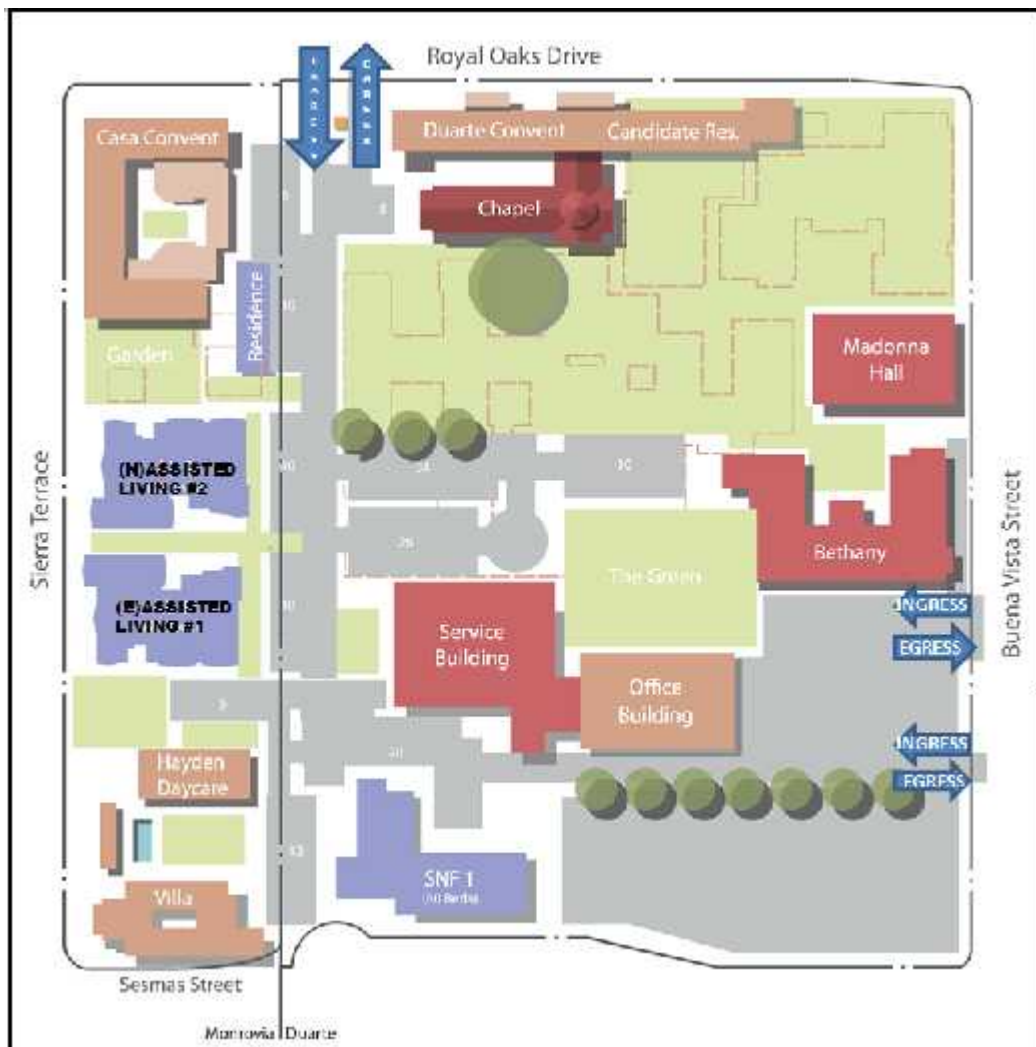 Royal Oaks Drive
INGRESS
EGRESS
Casa Convent
Duarte Convent
Candidate Res.
Chapel
Residence
Garden
Madonna
Hall
(N)ASSISTED
LIVING #2
Sierra Terrace
Buena Vista Street
Bethany
The Green
(E)ASSISTED
LIVING #1
INGRESS
EGRESS
Service
Building
Office
Building
INGRESS
EGRESS
Hayden
Daycare
SNF 1
Villa
Sesmas Street
Monrovia
Duarte